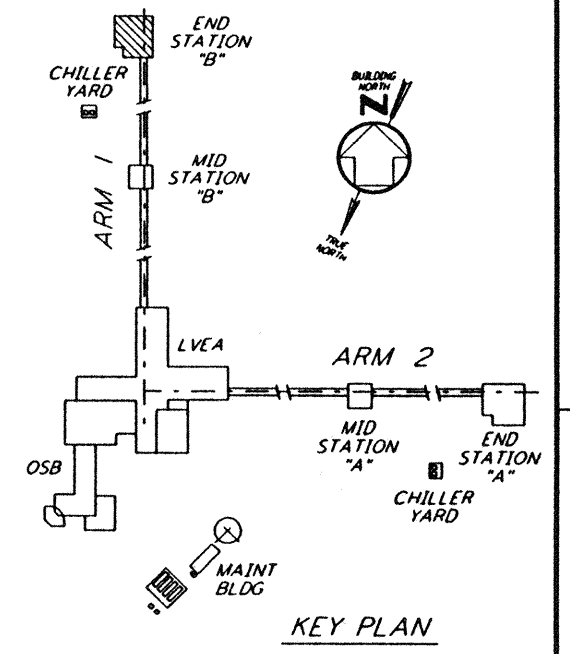 END
STATION
"B"
CHILLER
YARD
BUILDING
NORTH
N
MID
STATION
"B"
ARM 1
TRUE
NORTH
LVEA
ARM 2
MID
STATION
"A"
END
STATION
"A"
OSB
CHILLER
YARD
MAINT
BLDG
KEY PLAN